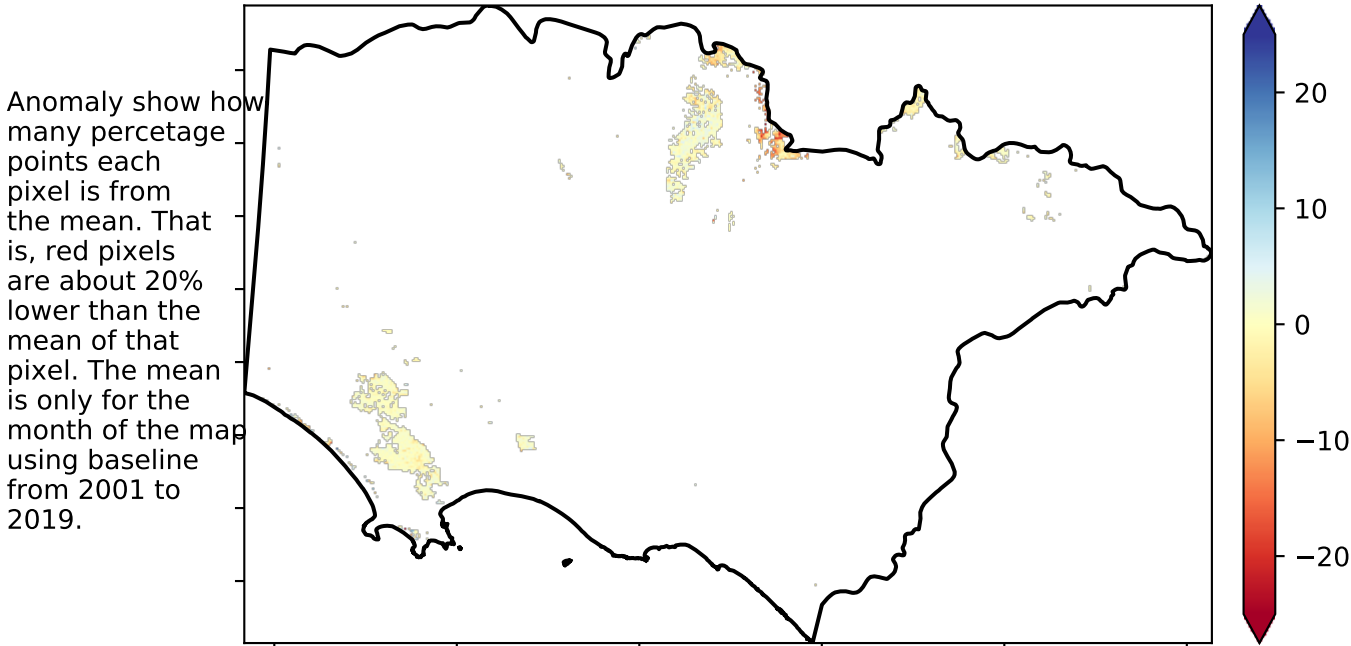 Anomaly show how
many percetage
points each
pixel is from
the mean. That
is, red pixels
are about 20%
lower than the
mean of that
pixel. The mean
is only for the
month of the map
using baseline
from 2001 to
2019.
20
10
0
−10
−20